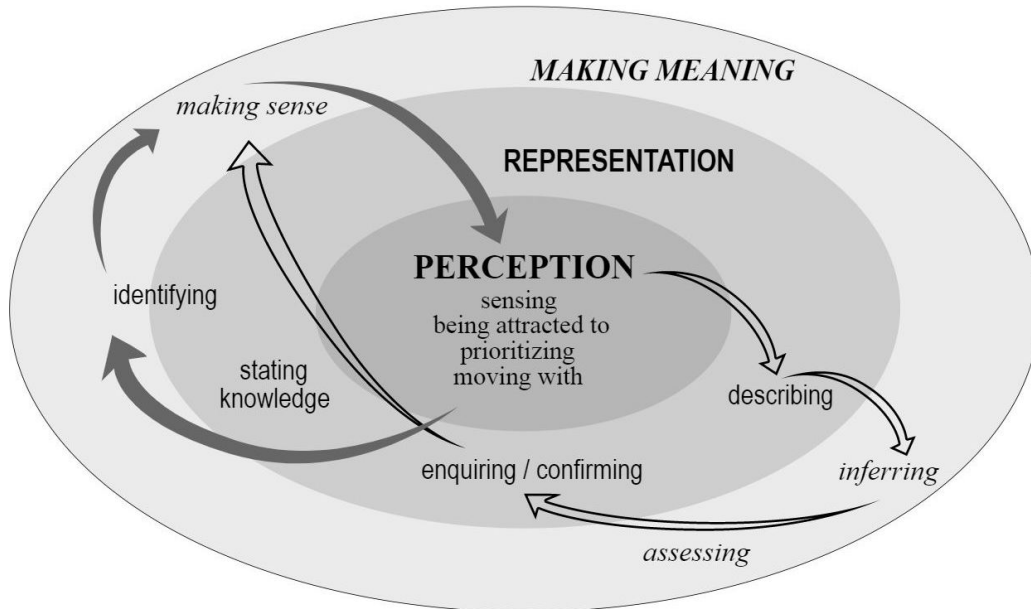 MAKING MEANING
making sense
REPRESENTATION
PERCEPTION
sensing
being attracted to
prioritizing
moving with
identifying
stating
knowledge
describing
enquiring / confirming
inferring
assessing